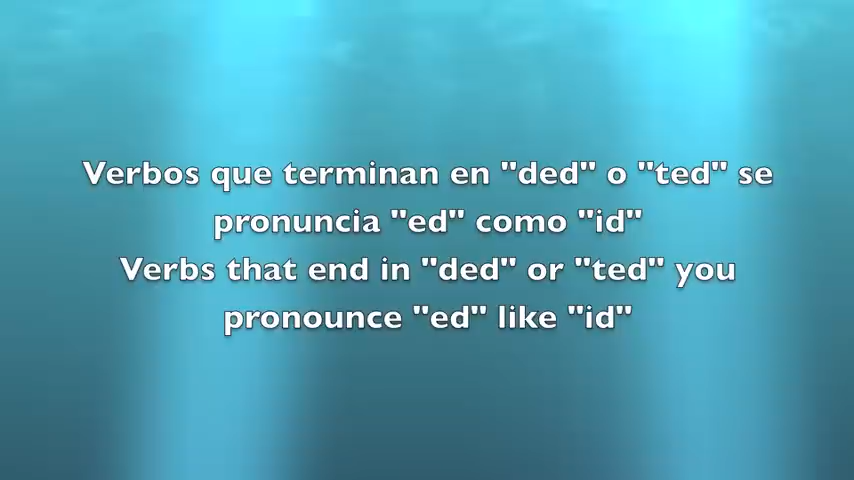 Verbos que terminan en "ded" o "ted" se
pronuncia "ed" como "id"
Verbs that end in "ded" or "ted" you
pronounce "ed" like "id"